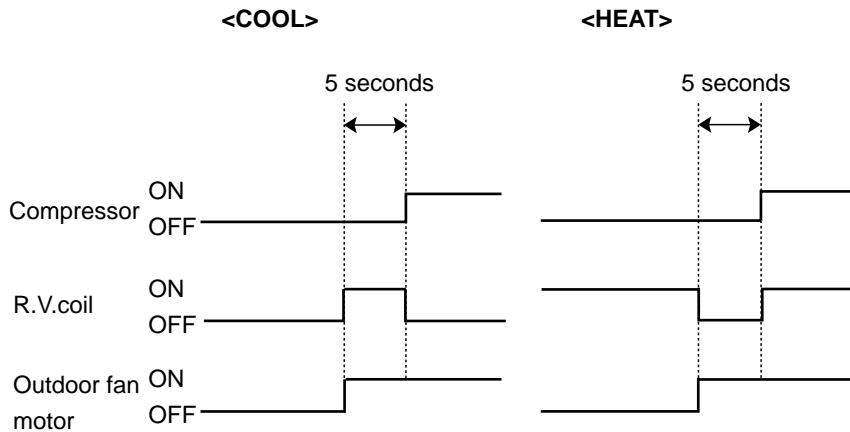 <COOL> <HEAT>
5 seconds 5 seconds
Compressor ON
OFF
R.V.coil ON
OFF
Outdoor fan motor ON
OFF